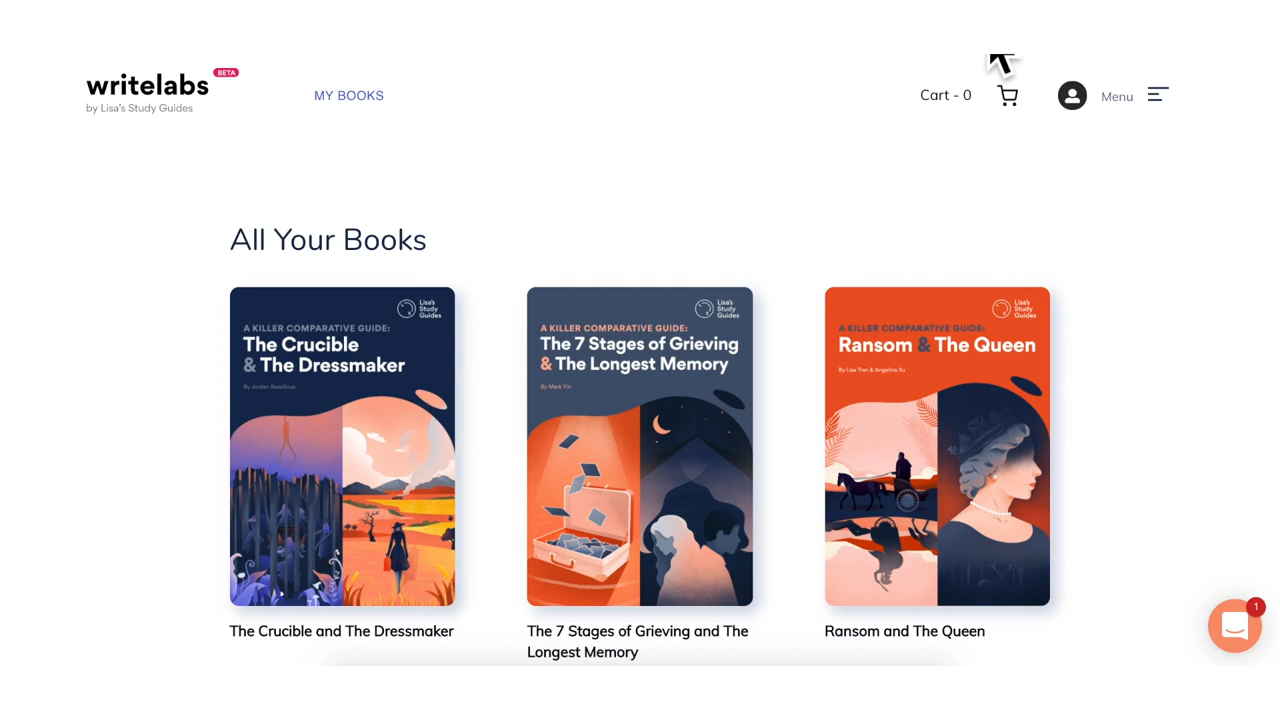 writelabs BETA
by Lisa's Study Guides
MY BOOKS
Cart - 0
Menu
All Your Books
Lisa's
Study
Guides
A KILLER COMPARATIVE GUIDE:
The Crucible
& The Dressmaker
Lisa's
Study
Guides
A KILLER COMPARATIVE GUIDE:
The 7 Stages of Grieving
& The Longest Memory
By Mark Yin
Lisa's
Study
Guides
A KILLER COMPARATIVE GUIDE:
Ransom & The Queen
By Lisa Tran & Angelina Xu
The Crucible and The Dressmaker
The 7 Stages of Grieving and The
Longest Memory
Ransom and The Queen
1